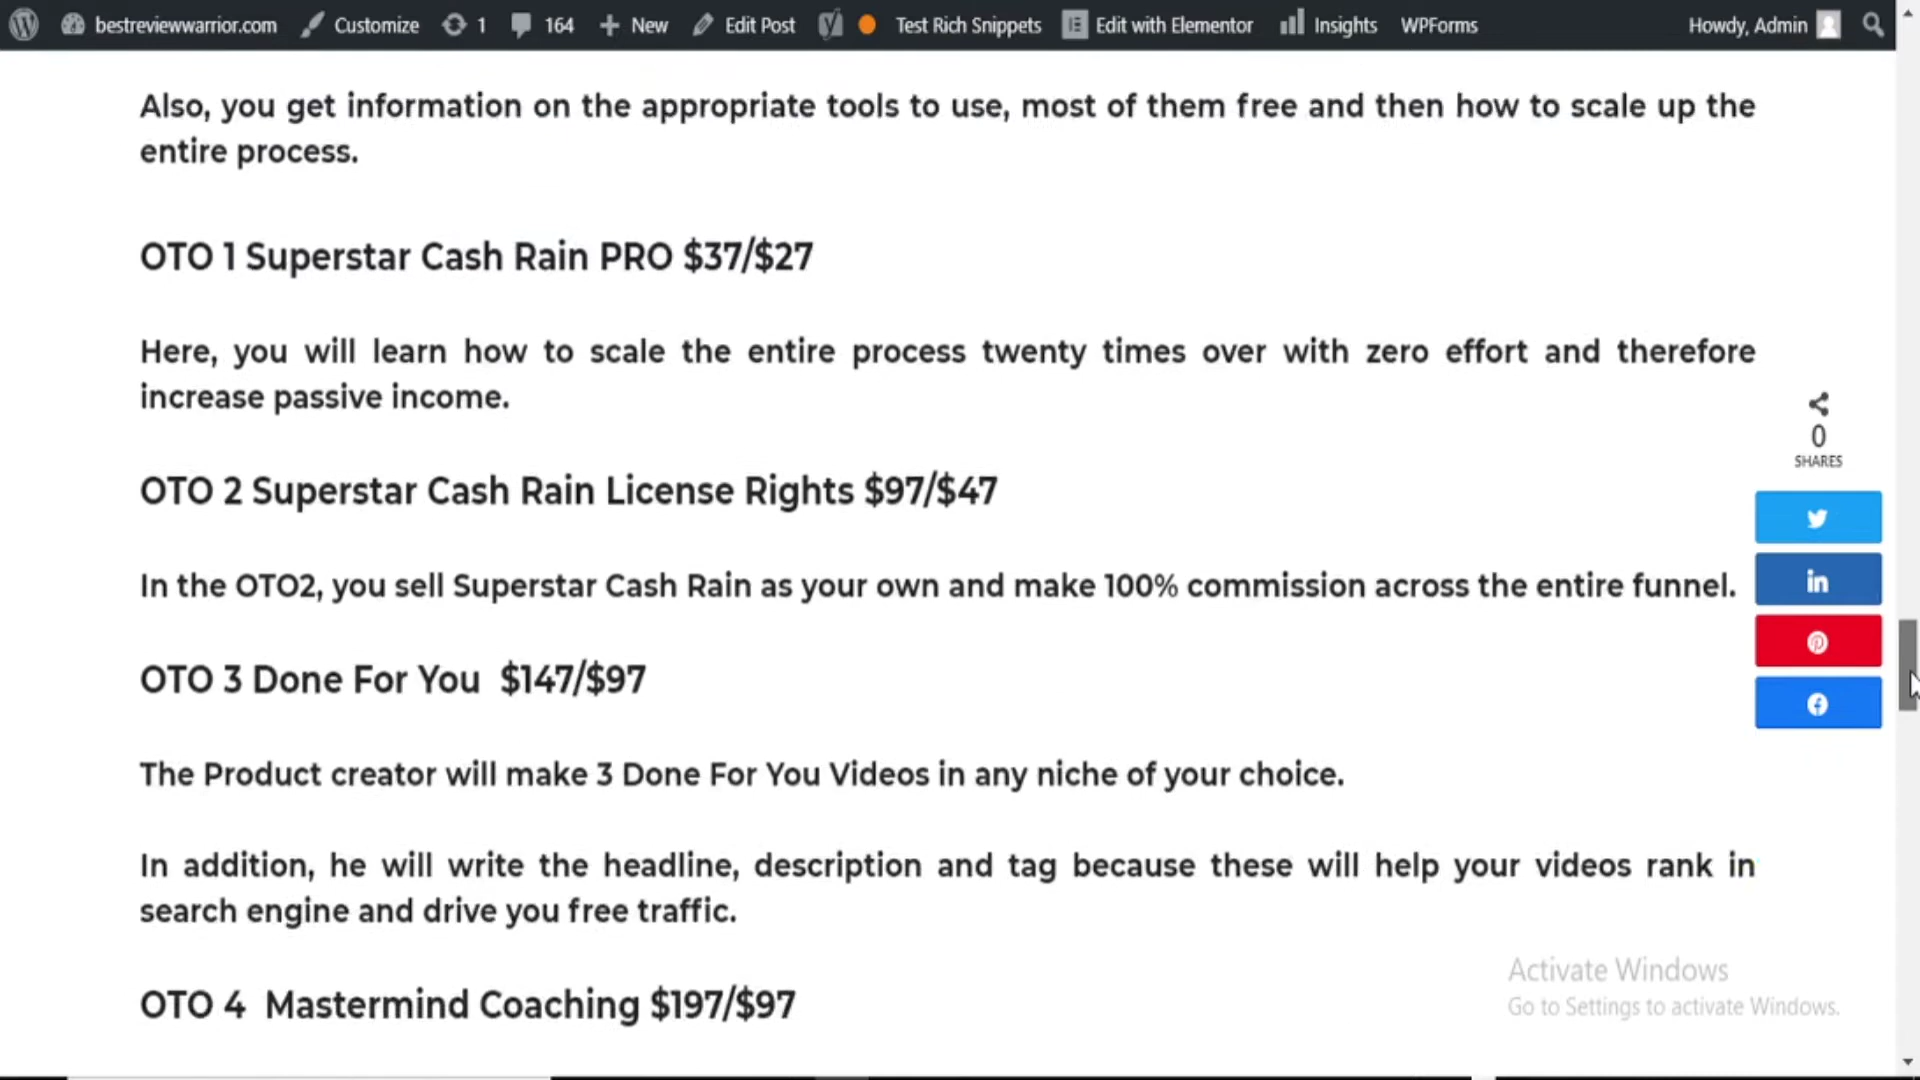 bestreviewwarrior.com Customize 1 164 New Edit Post Test Rich Snippets Edit with Elementor Insights WPForms Howdy, Admin
Also, you get information on the appropriate tools to use, most of them free and then how to scale up the
entire process.
OTO 1 Superstar Cash Rain PRO $37/$27
Here, you will learn how to scale the entire process twenty times over with zero effort and therefore
increase passive income.
0
SHARES
OTO 2 Superstar Cash Rain License Rights $97/$47
In the OTO2, you sell Superstar Cash Rain as your own and make 100% commission across the entire funnel.
OTO 3 Done For You $147/$97
The Product creator will make 3 Done For You Videos in any niche of your choice.
In addition, he will write the headline, description and tag because these will help your videos rank in
search engine and drive you free traffic.
OTO 4 Mastermind Coaching $197/$97
Activate Windows
Go to Settings to activate Windows.